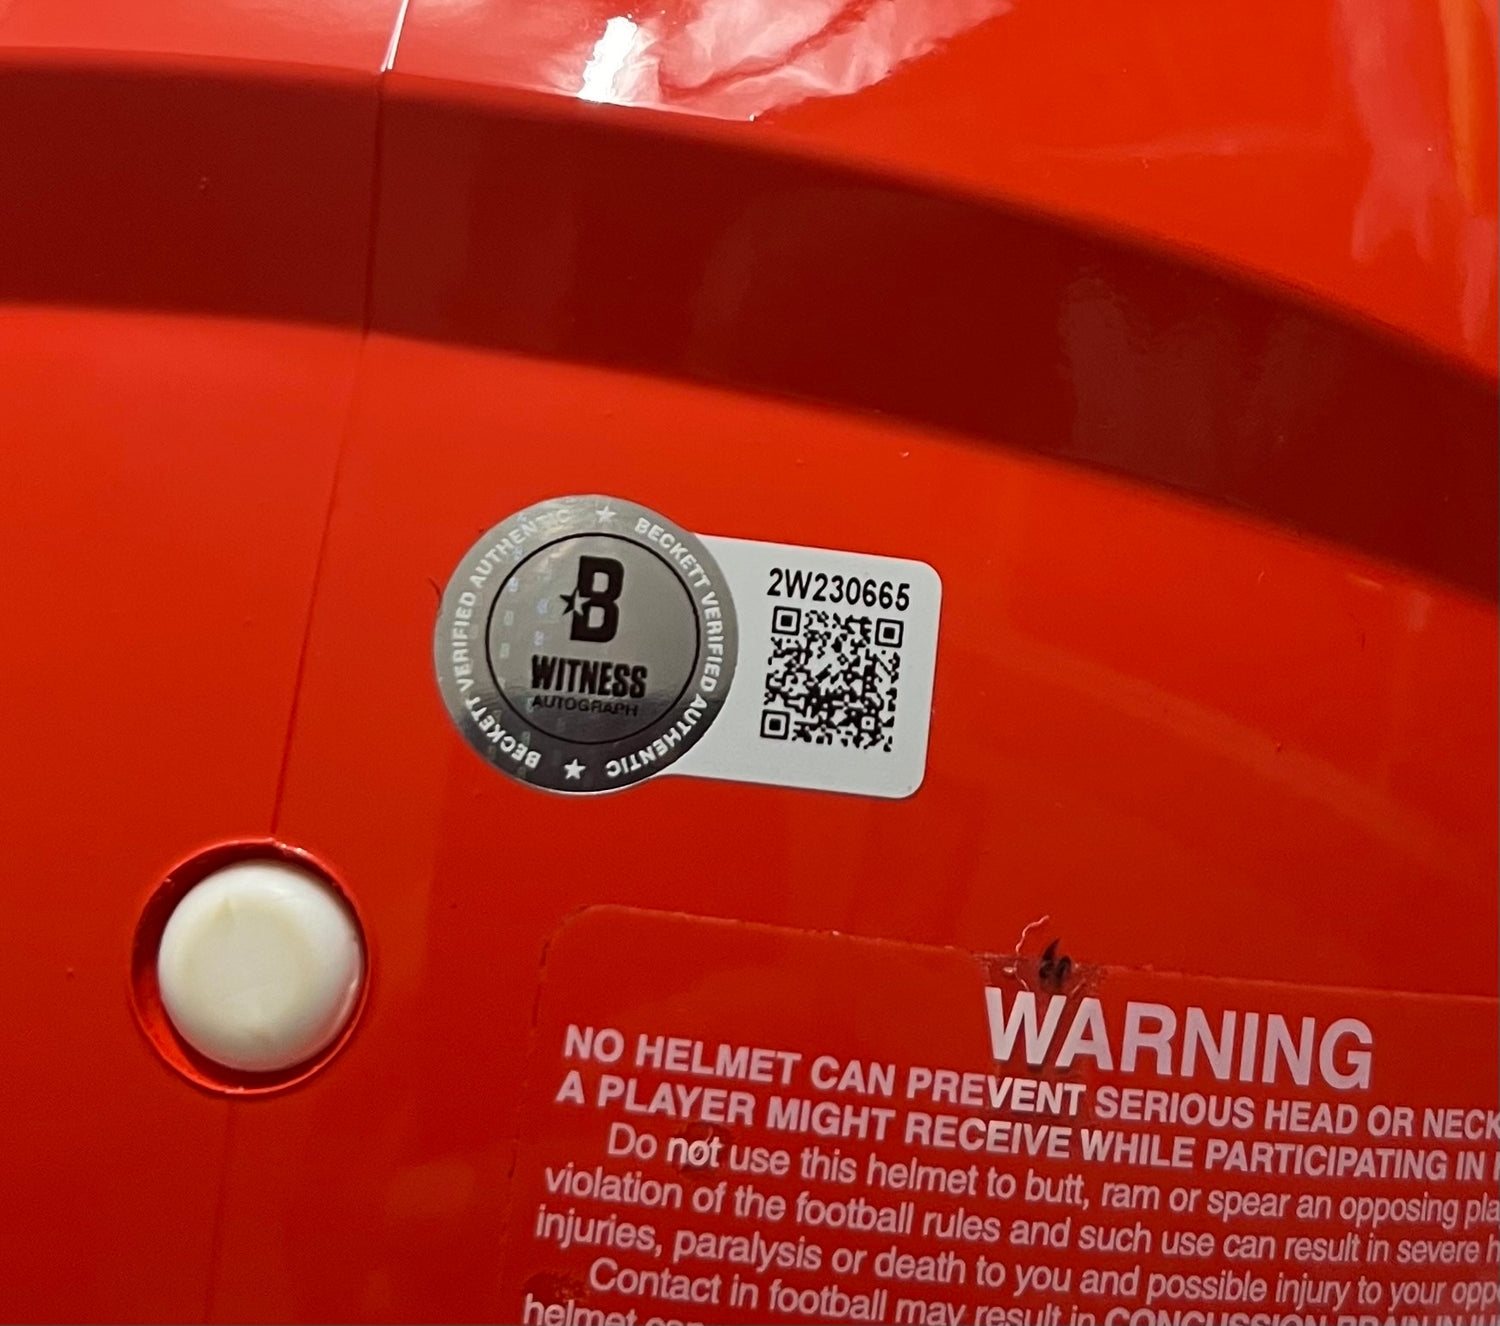 BECKETT VERIFIED AUTHENTIC ★ BECKETT VERIFIED AUTHENTIC ★
B
WITNESS
AUTOGRAPH
2W230665
WARNING
NO HELMET CAN PREVENT SERIOUS HEAD OR NECK
A PLAYER MIGHT RECEIVE WHILE PARTICIPATING IN
Do not use this helmet to butt, ram or spear an opposing
violation of the football rules and such use can result in severe
injuries, paralysis or death to you and possible injury to your
Contact in football may result in CONCUSSION-BRAIN
helmet